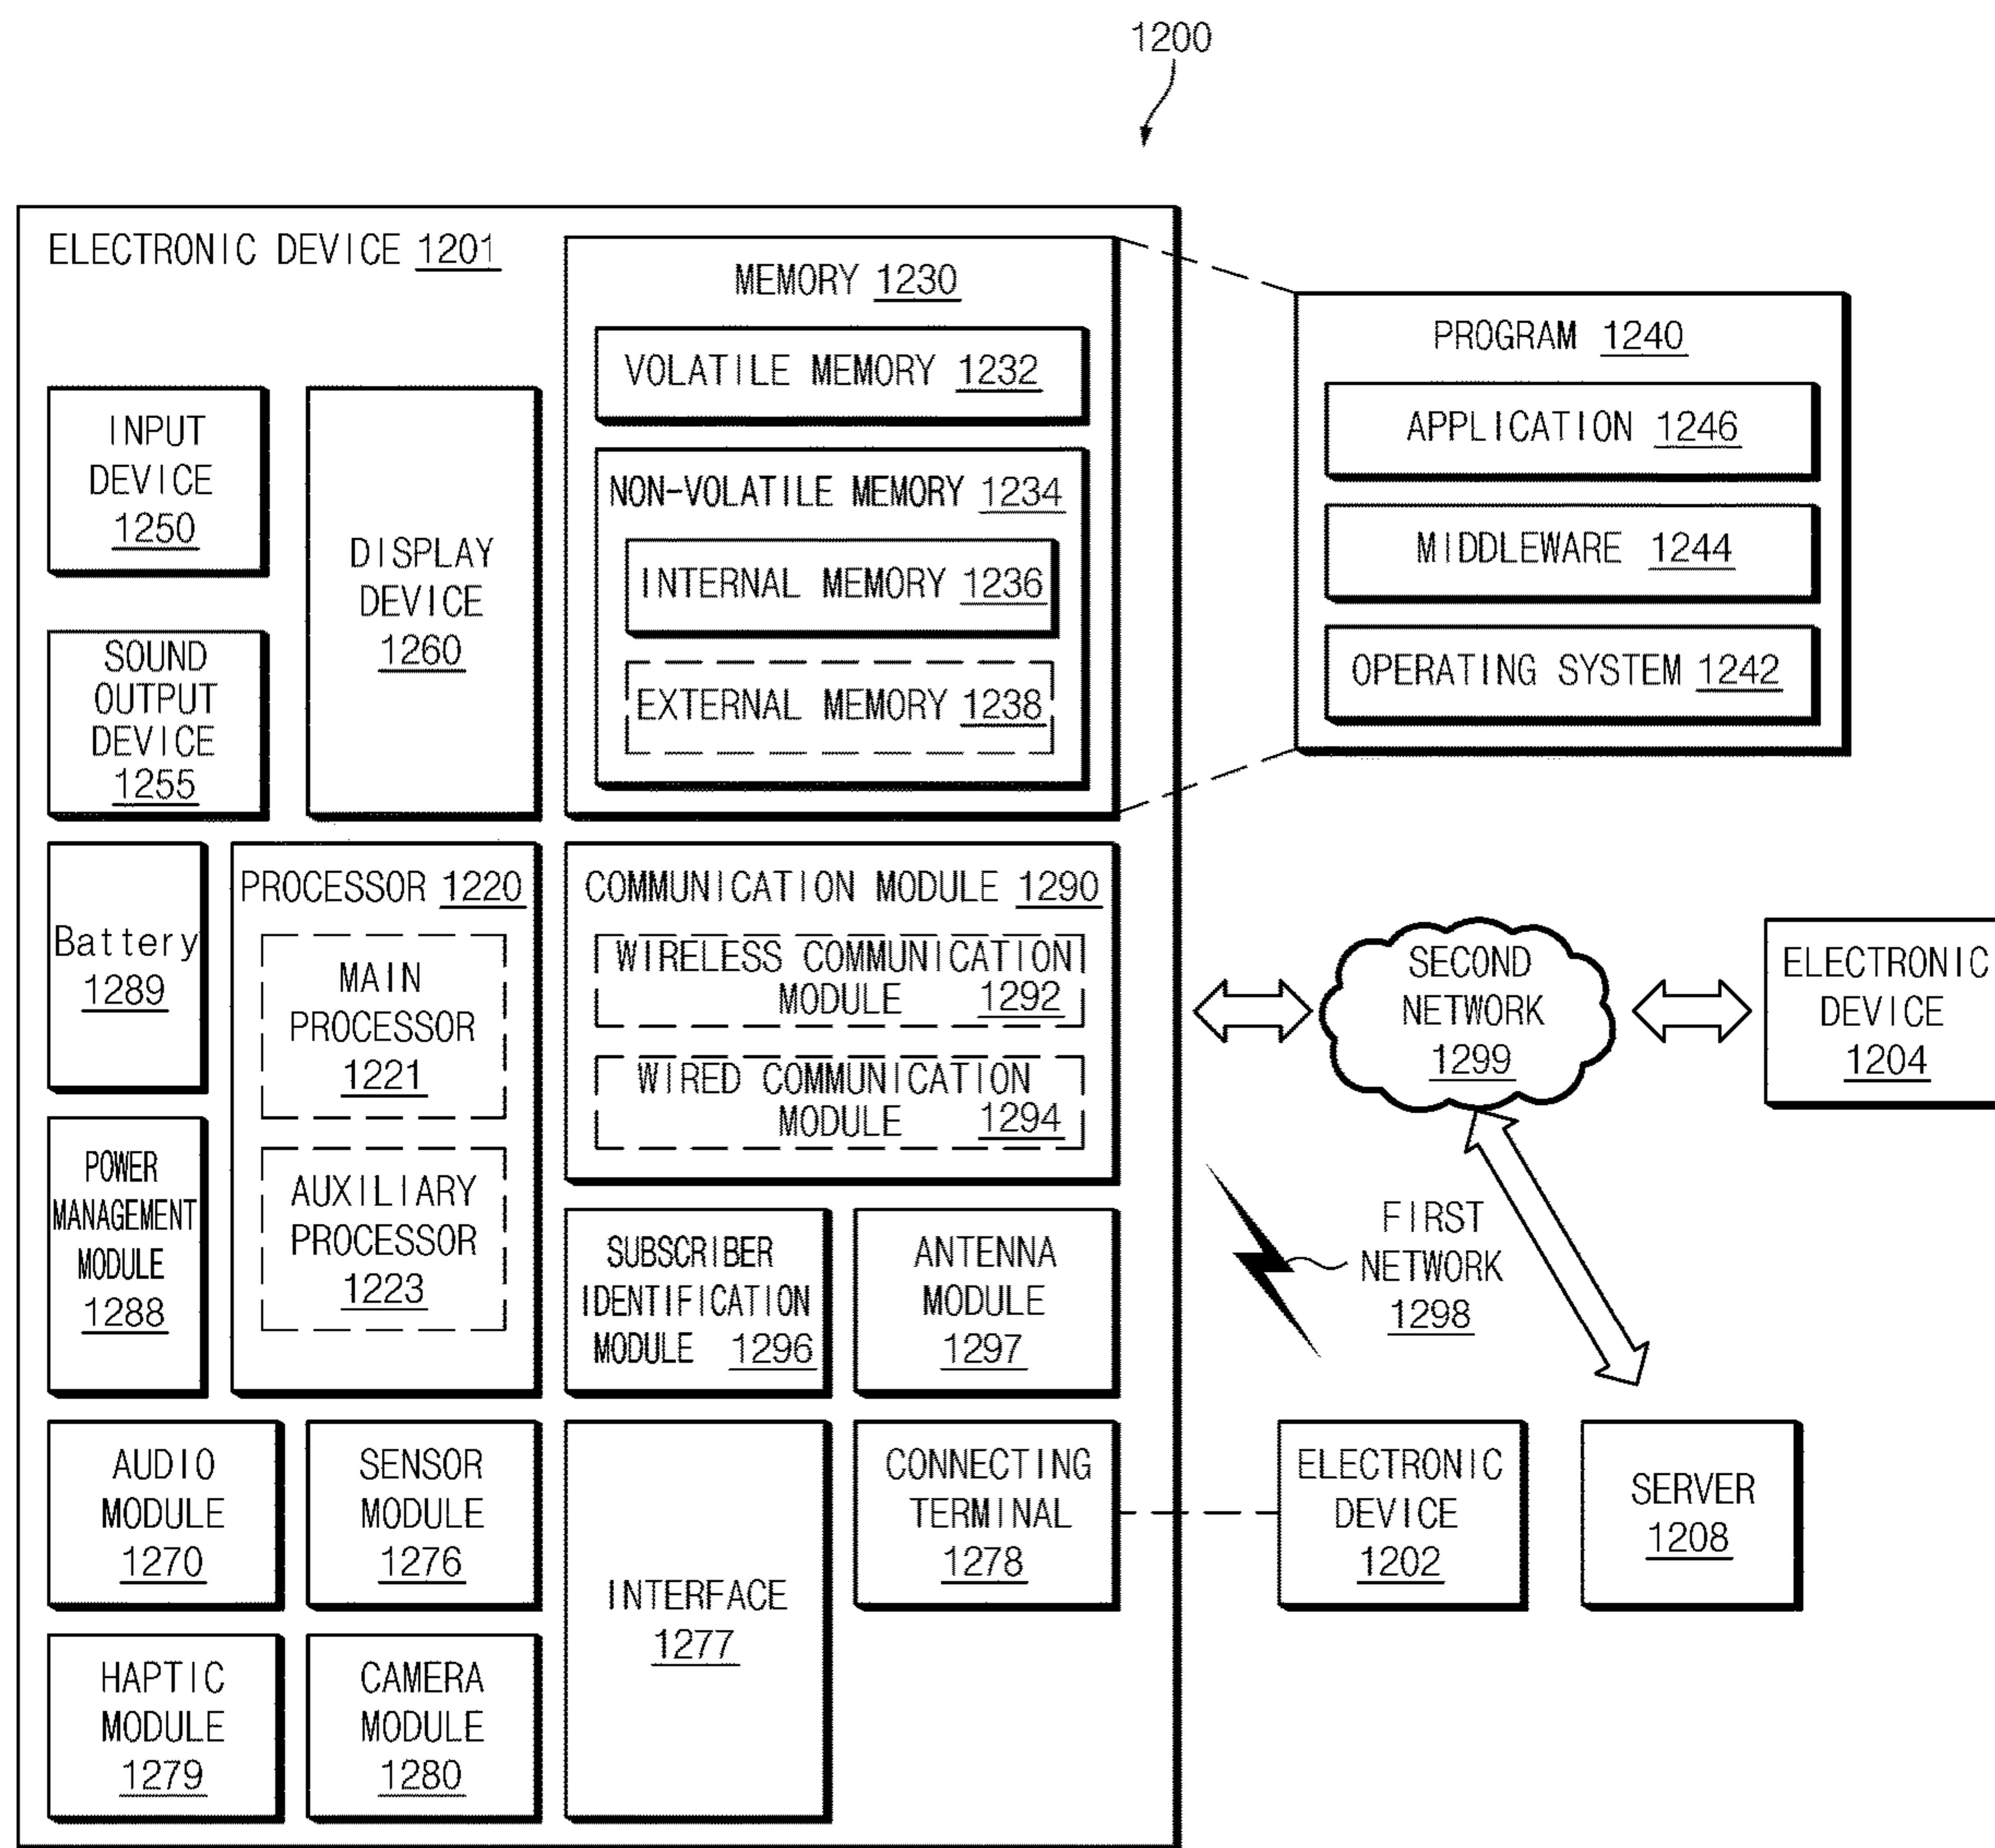 1200
ELECTRONIC DEVICE 1201
MEMORY 1230
VOLATILE MEMORY 1232
NON-VOLATILE MEMORY 1234
INTERNAL MEMORY 1236
EXTERNAL MEMORY 1238
PROGRAM 1240
APPLICATION 1246
MIDDLEWARE 1244
OPERATING SYSTEM 1242
INPUT
DEVICE
1250
DISPLAY
DEVICE
1260
SOUND
OUTPUT
DEVICE
1255
Battery
1289
PROCESSOR 1220
MAIN
PROCESSOR
1221
AUXILIARY
PROCESSOR
1223
POWER
MANAGEMENT
MODULE
1288
COMMUNICATION MODULE 1290
WIRELESS COMMUNICATION
MODULE 1292
WIRED COMMUNICATION
MODULE 1294
SUBSCRIBER
IDENTIFICATION
MODULE 1296
ANTENNA
MODULE
1297
SECOND
NETWORK
1299
ELECTRONIC
DEVICE
1204
FIRST
NETWORK
1298
AUDIO
MODULE
1270
SENSOR
MODULE
1276
INTERFACE
1277
CONNECTING
TERMINAL
1278
ELECTRONIC
DEVICE
1202
SERVER
1208
HAPTIC
MODULE
1279
CAMERA
MODULE
1280